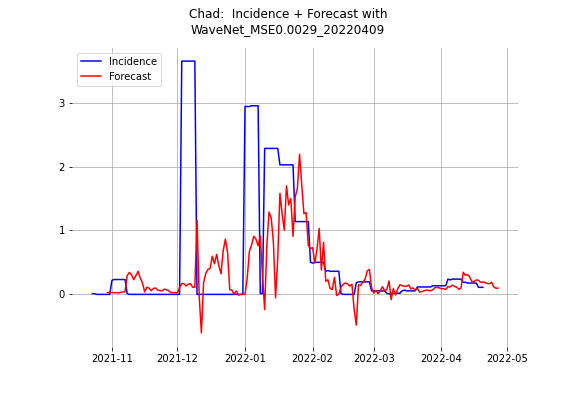 Chad:  Incidence + Forecast with
WaveNet_MSE0.0029_20220409
Incidence
Forecast
3
2
1
0
2021-11
2021-12
2022-01
2022-02
2022-03
2022-04
2022-05